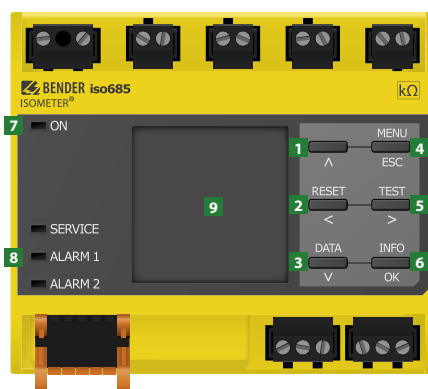 BENDER iso685
ISOMETER®
kΩ
7 ON
MENU
1 4
Λ ESC
RESET TEST
2 5
< >
9
SERVICE
DATA INFO
8 ALARM 1
3 6
V OK
ALARM 2